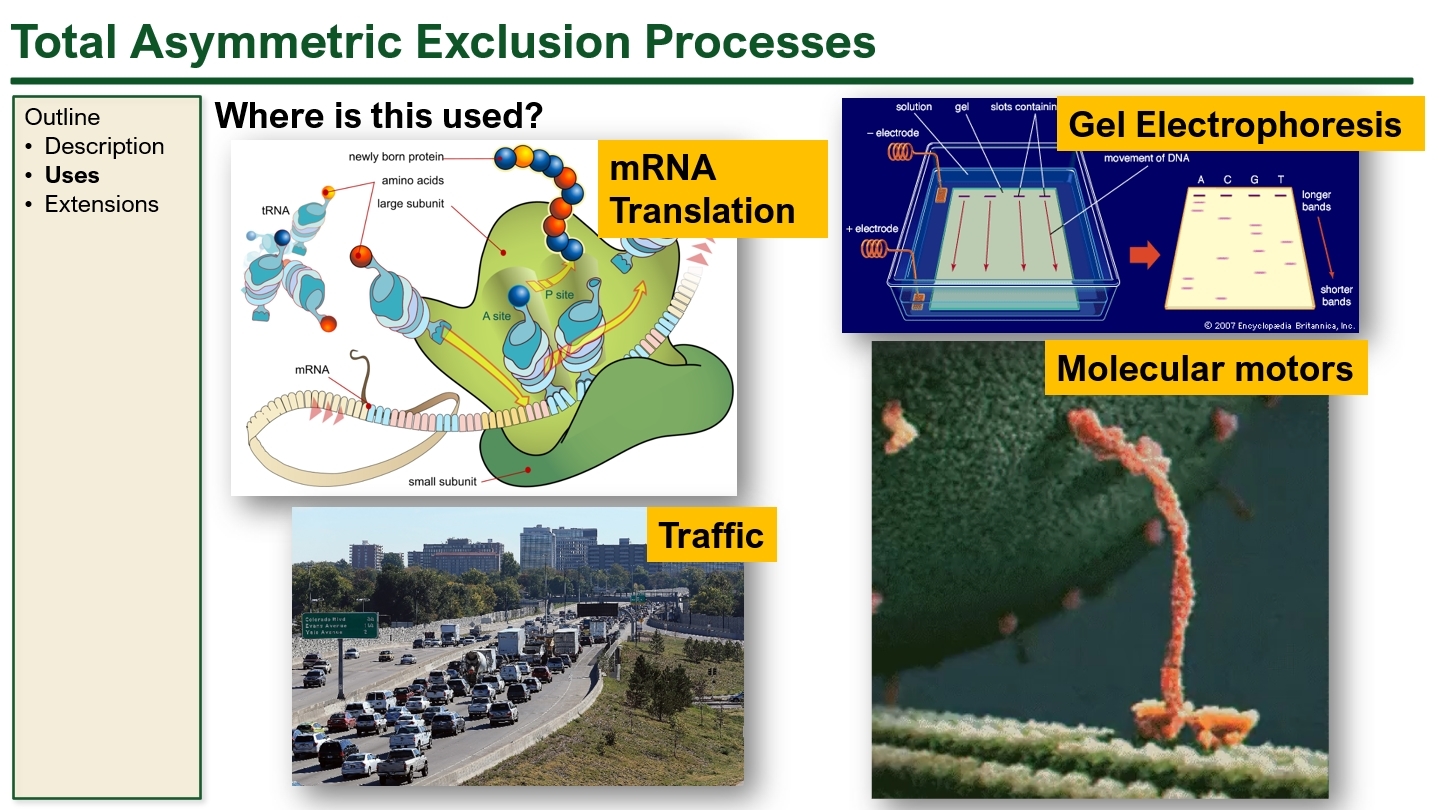 Total Asymmetric Exclusion Processes
Outline
• Description
• Uses
• Extensions
Where is this used?
mRNA
Translation
newly born protein
amino acids
large subunit
tRNA
P site
A site
mRNA
small subunit
Traffic
Colorado Blvd
Evans Avenue
Yale Avenue
Gel Electrophoresis
solution
gel
slots containin
– electrode
movement of DNA
+ electrode
A C G T
longer
bands
shorter
bands
© 2007 Encyclopædia Britannica, Inc.
Molecular motors